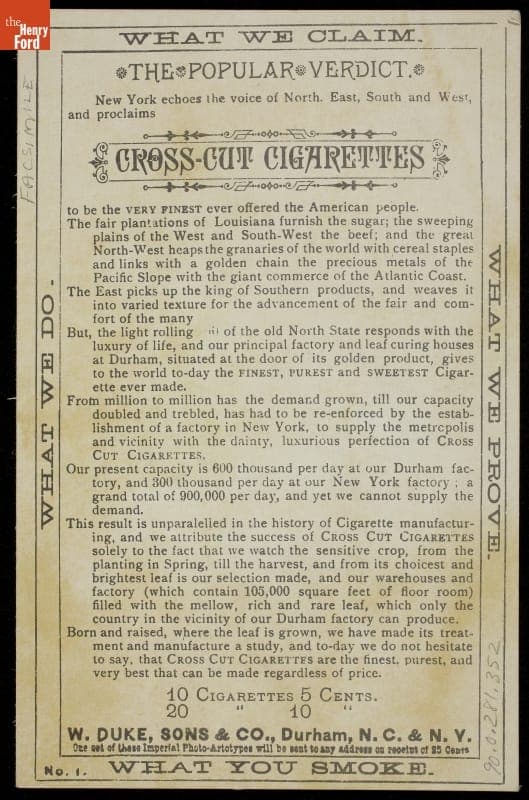 the
Henry
Ford
FACSIMILE
WHAT WE CLAIM.
THE POPULAR VERDICT.
New York echoes the voice of North. East, South and West,
and proclaims
CROSS-CUT CIGARETTES
to be the VERY FINEST ever offered the American people.
The fair plantations of Louisiana furnish the sugar; the sweeping
plains of the West and South-West the beef; and the great
North-West heaps the granaries of the world with cereal staples
and links with a golden chain the precious metals of the
Pacific Slope with the giant commerce of the Atlantic Coast.
The East picks up the king of Southern products, and weaves it
into varied texture for the advancement of the fair and com-
fort of the many
But, the light rolling of the old North State responds with the
luxury of life, and our principal factory and leaf curing houses
at Durham, situated at the door of its golden product, gives
to the world to-day the FINEST, PUREST and SWEETEST Cigar-
ette ever made.
From million to million has the demand grown, till our capacity
doubled and trebled, has had to be re-enforced by the estab-
lishment of a factory in New York, to supply the metropolis
and vicinity with the dainty, luxurious perfection of CROSS
CUT CIGARETTES.
Our present capacity is 600 thousand per day at our Durham fac-
tory, and 300 thousand per day at our New York factory ; a
grand total of 900,000 per day, and yet we cannot supply the
demand.
This result is unparalelled in the history of Cigarette manufactur-
ing, and we attribute the success of CROSS CUT CIGARETTES
solely to the fact that we watch the sensitive crop, from the
planting in Spring, till the harvest, and from its choicest and
brightest leaf is our selection made, and our warehouses and
factory (which contain 105,000 square feet of floor room)
filled with the mellow, rich and rare leaf, which only the
country in the vicinity of our Durham factory can produce.
Born and raised, where the leaf is grown, we have made its treat-
ment and manufacture a study, and to-day we do not hesitate
to say, that CROSS CUT CIGARETTES are the finest, purest, and
very best that can be made regardless of price.
10 CIGARETTES 5 CENTS.
20 " 10 "
W. DUKE, SONS & CO., Durham, N. C. & N. Y.
One set of these Imperial Photo-Artotypes will be sent to any address on receipt of 25 Cents
No. 1.
WHAT YOU SMOKE.
WHAT WE DO.
WHAT WE PROVE.
90.0.281.352